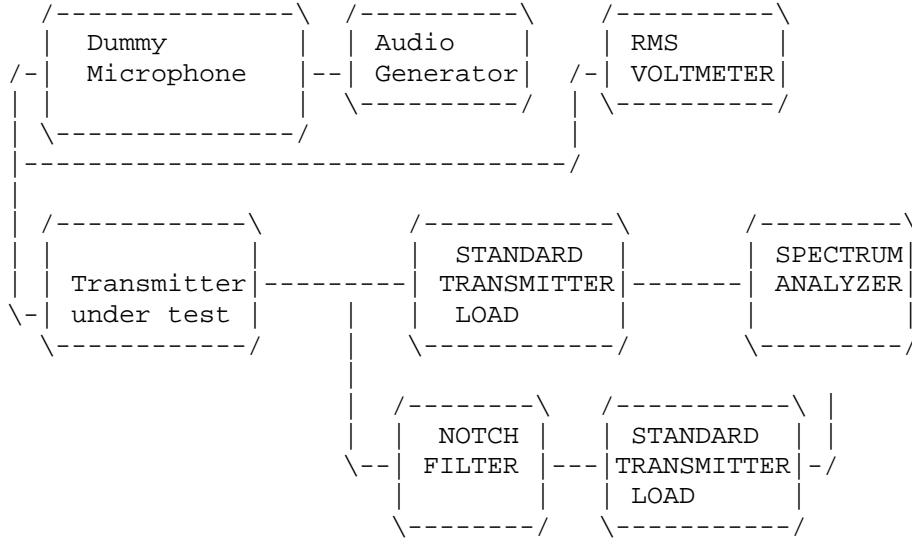 Dummy
Microphone
Audio
Generator
RMS
VOLTMETER
Transmitter
under test
STANDARD
TRANSMITTER
LOAD
SPECTRUM
ANALYZER
NOTCH
FILTER
STANDARD
TRANSMITTER
LOAD